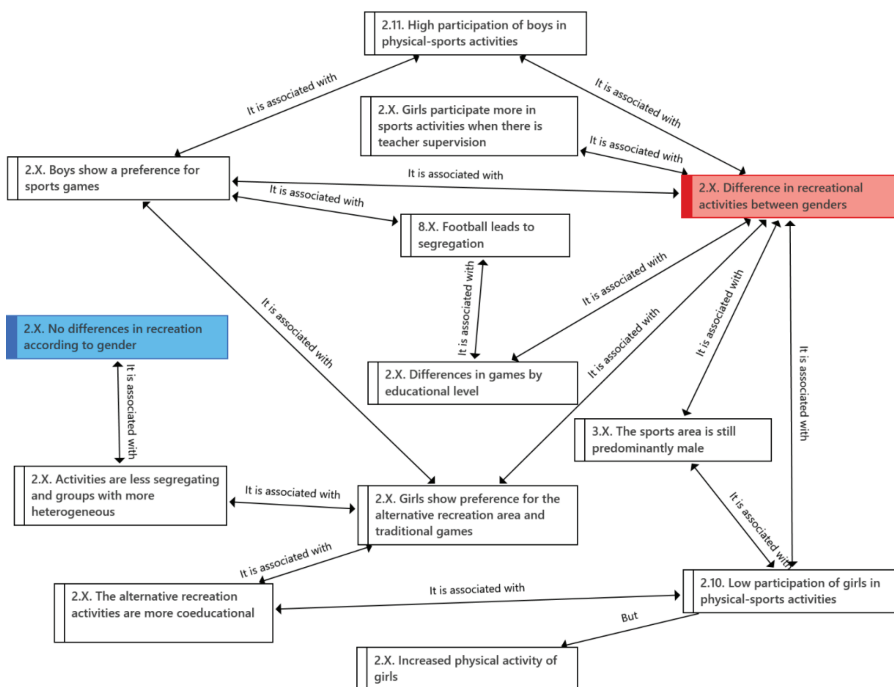 2.11. High participation of boys in
physical-sports activities
It is associated with
It is associated with
2.X. Girls participate more in
sports activities when there is
teacher supervision
It is associated with
2.X. Boys show a preference for
sports games
It is associated with
2.X. Difference in recreational
activities between genders
It is associated with
8.X. Football leads to
segregation
It is associated with
It is associated with
It is associated with
It is associated with
It is associated with
It is associated with
2.X. No differences in recreation
according to gender
2.X. Differences in games by
educational level
It is associated with
3.X. The sports area is still
predominantly male
2.X. Activities are less segregating
and groups with more
heterogeneous
It is associated with
2.X. Girls show preference for the
alternative recreation area and
traditional games
It is associated with
It is associated with
2.X. The alternative recreation
activities are more coeducational
It is associated with
2.10. Low participation of girls in
physical-sports activities
But
2.X. Increased physical activity of
girls